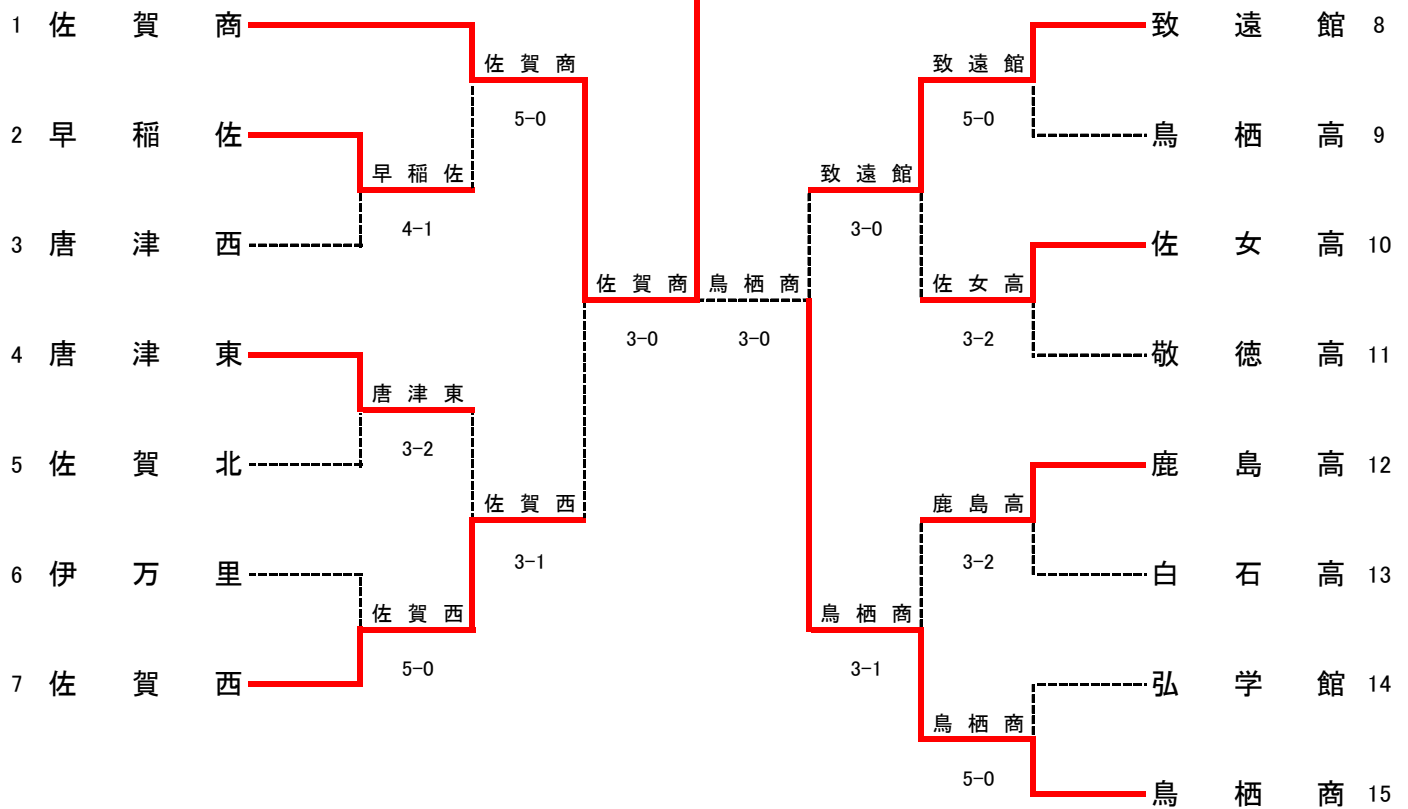 1 佐賀商
2 早稲佐
3 唐津西
4 唐津東
5 佐賀北
6 伊万里
7 佐賀西
早稲佐
4-1
唐津東
3-2
佐賀西
5-0
佐賀商
5-0
佐賀西
3-1
佐賀商
3-0
鳥栖商
3-0
致遠館
3-0
鳥栖商
3-1
致遠館
5-0
佐女高
3-2
鹿島高
3-2
鳥栖商
5-0
致遠館 8
鳥栖高 9
佐女高 10
敬徳高 11
鹿島高 12
白石高 13
弘学館 14
鳥栖商 15